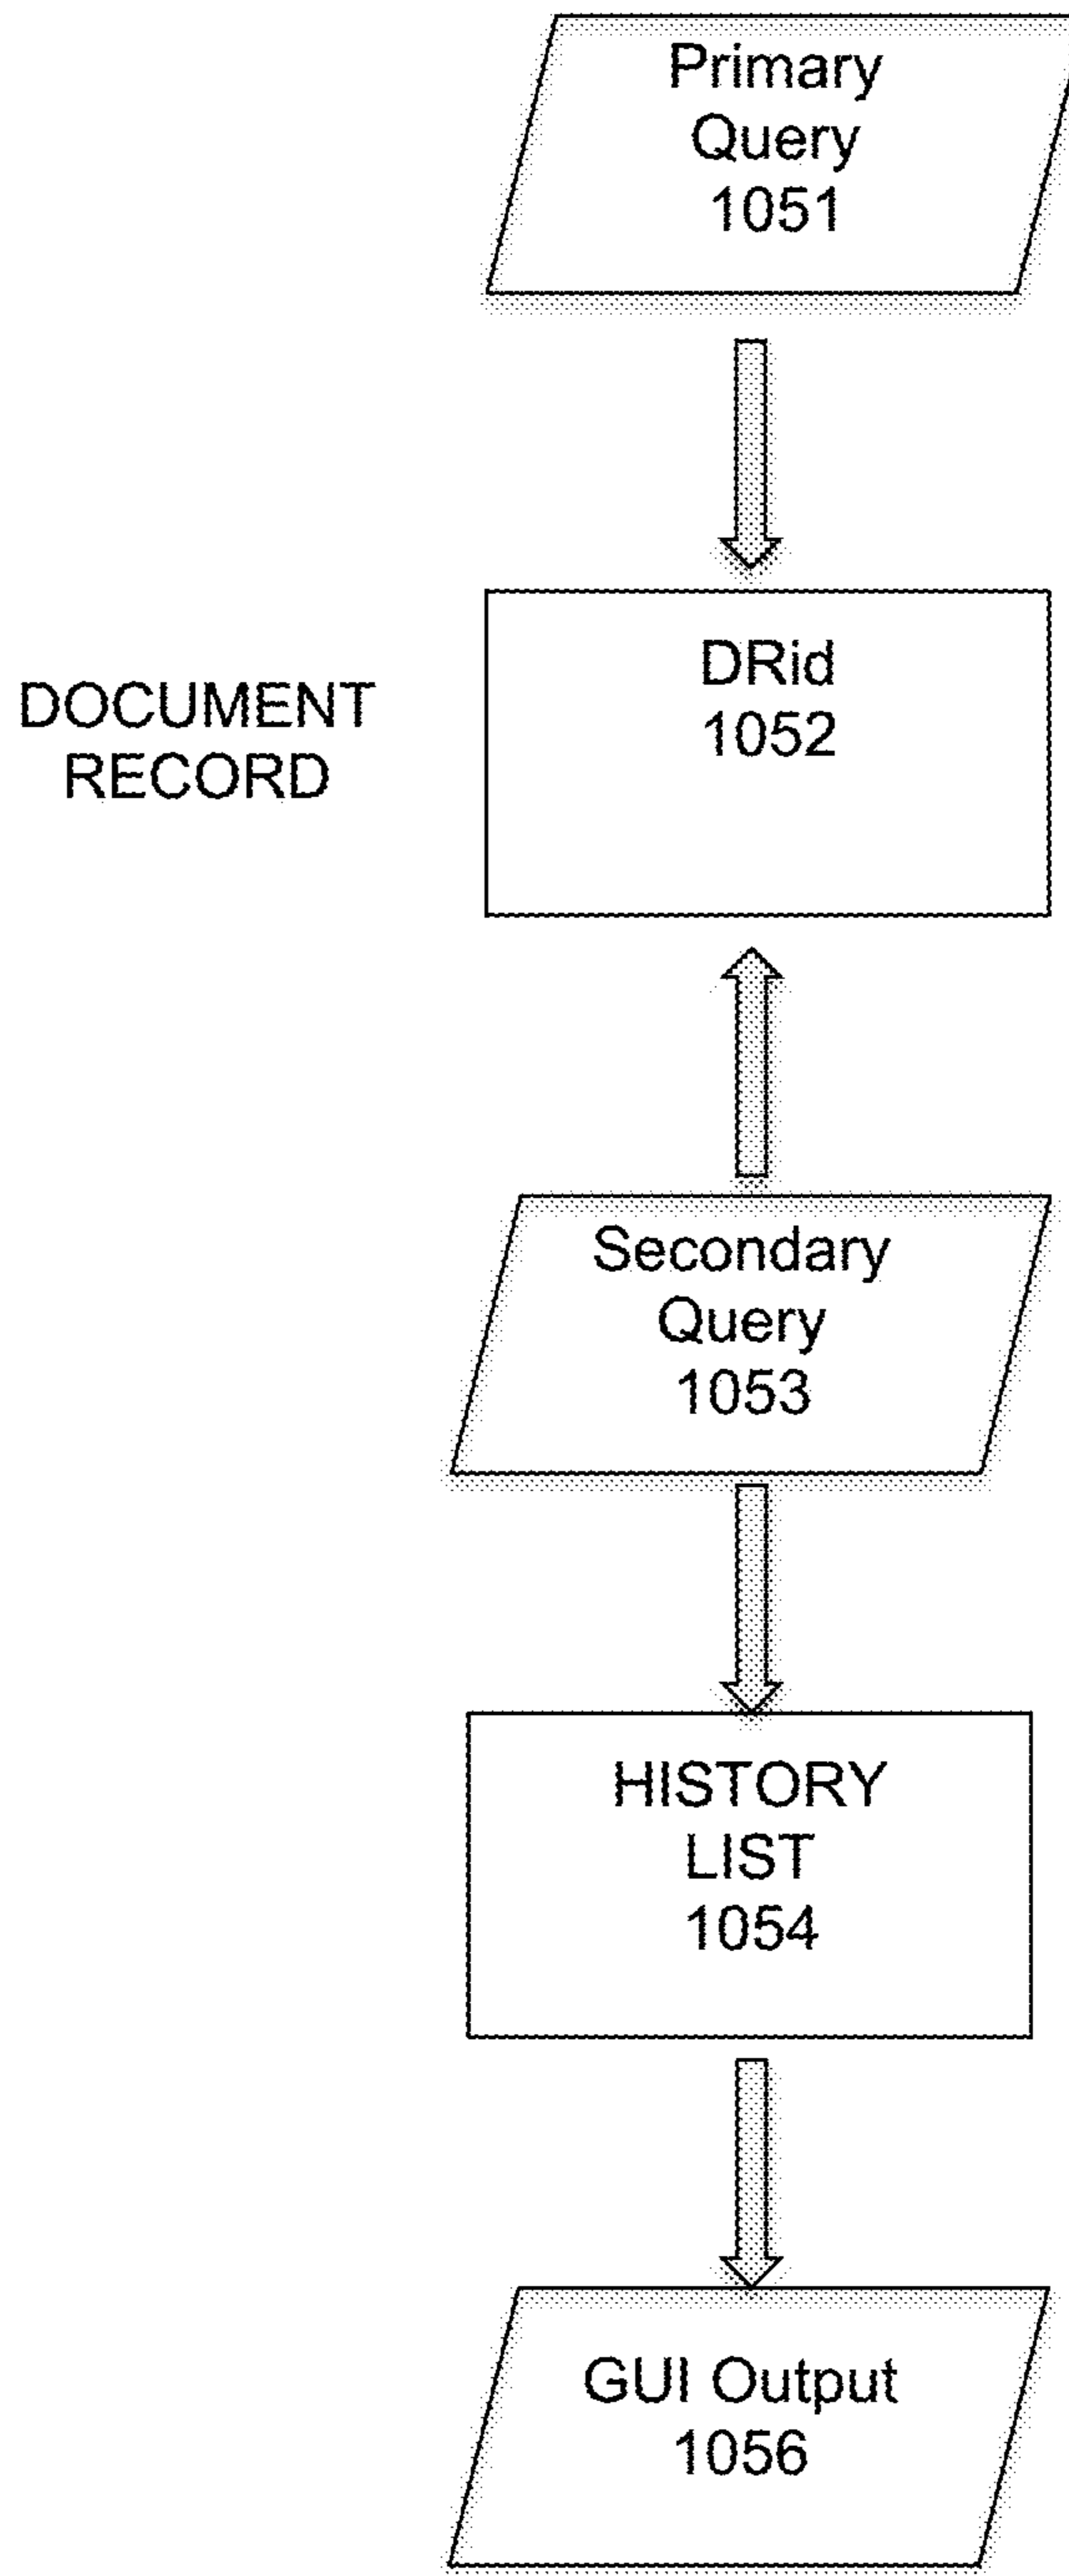 Primary
Query
1051
DOCUMENT
RECORD
DRid
1052
Secondary
Query
1053
HISTORY
LIST
1054
GUI Output
1056